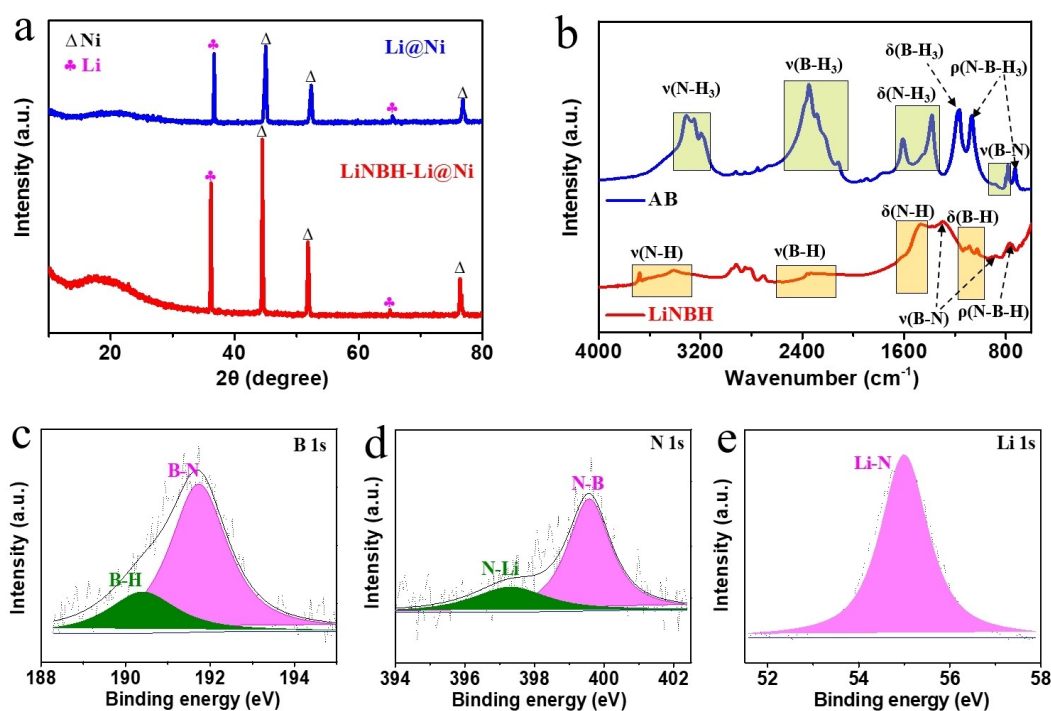 a
Δ Ni
♣ Li
Li@Ni
♣
Δ
Δ
♣
Δ
LiNBH-Li@Ni
♣
Δ
Δ
♣
Δ
Intensity (a.u.)
20
40
60
80
2θ (degree)
b
ν(N-H₃)
ν(B-H₃)
δ(N-H₃)
δ(B-H₃)
ρ(N-B-H₃)
ν(B-N)
AB
ν(N-H)
ν(B-H)
δ(N-H)
δ(B-H)
LiNBH
ν(B-N)
ρ(N-B-H)
Intensity (a.u.)
4000
3200
2400
1600
800
Wavenumber (cm⁻¹)
c
B 1s
B-N
B-H
Intensity (a.u.)
188
190
192
194
Binding energy (eV)
d
N 1s
N-B
N-Li
Intensity (a.u.)
394
396
398
400
402
Binding energy (eV)
e
Li 1s
Li-N
Intensity (a.u.)
52
54
56
58
Binding energy (eV)